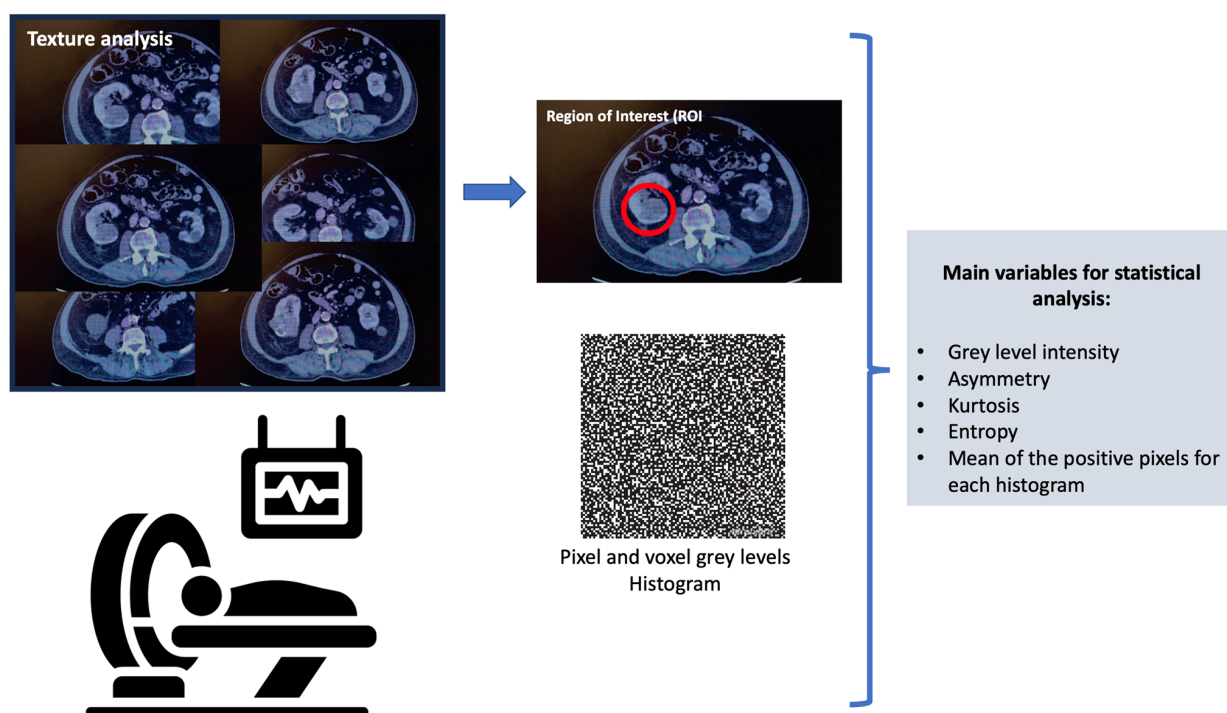 Texture analysis
Region of Interest (ROI
Pixel and voxel grey levels
Histogram
Main variables for statistical
analysis:
• Grey level intensity
• Asymmetry
• Kurtosis
• Entropy
• Mean of the positive pixels for
each histogram